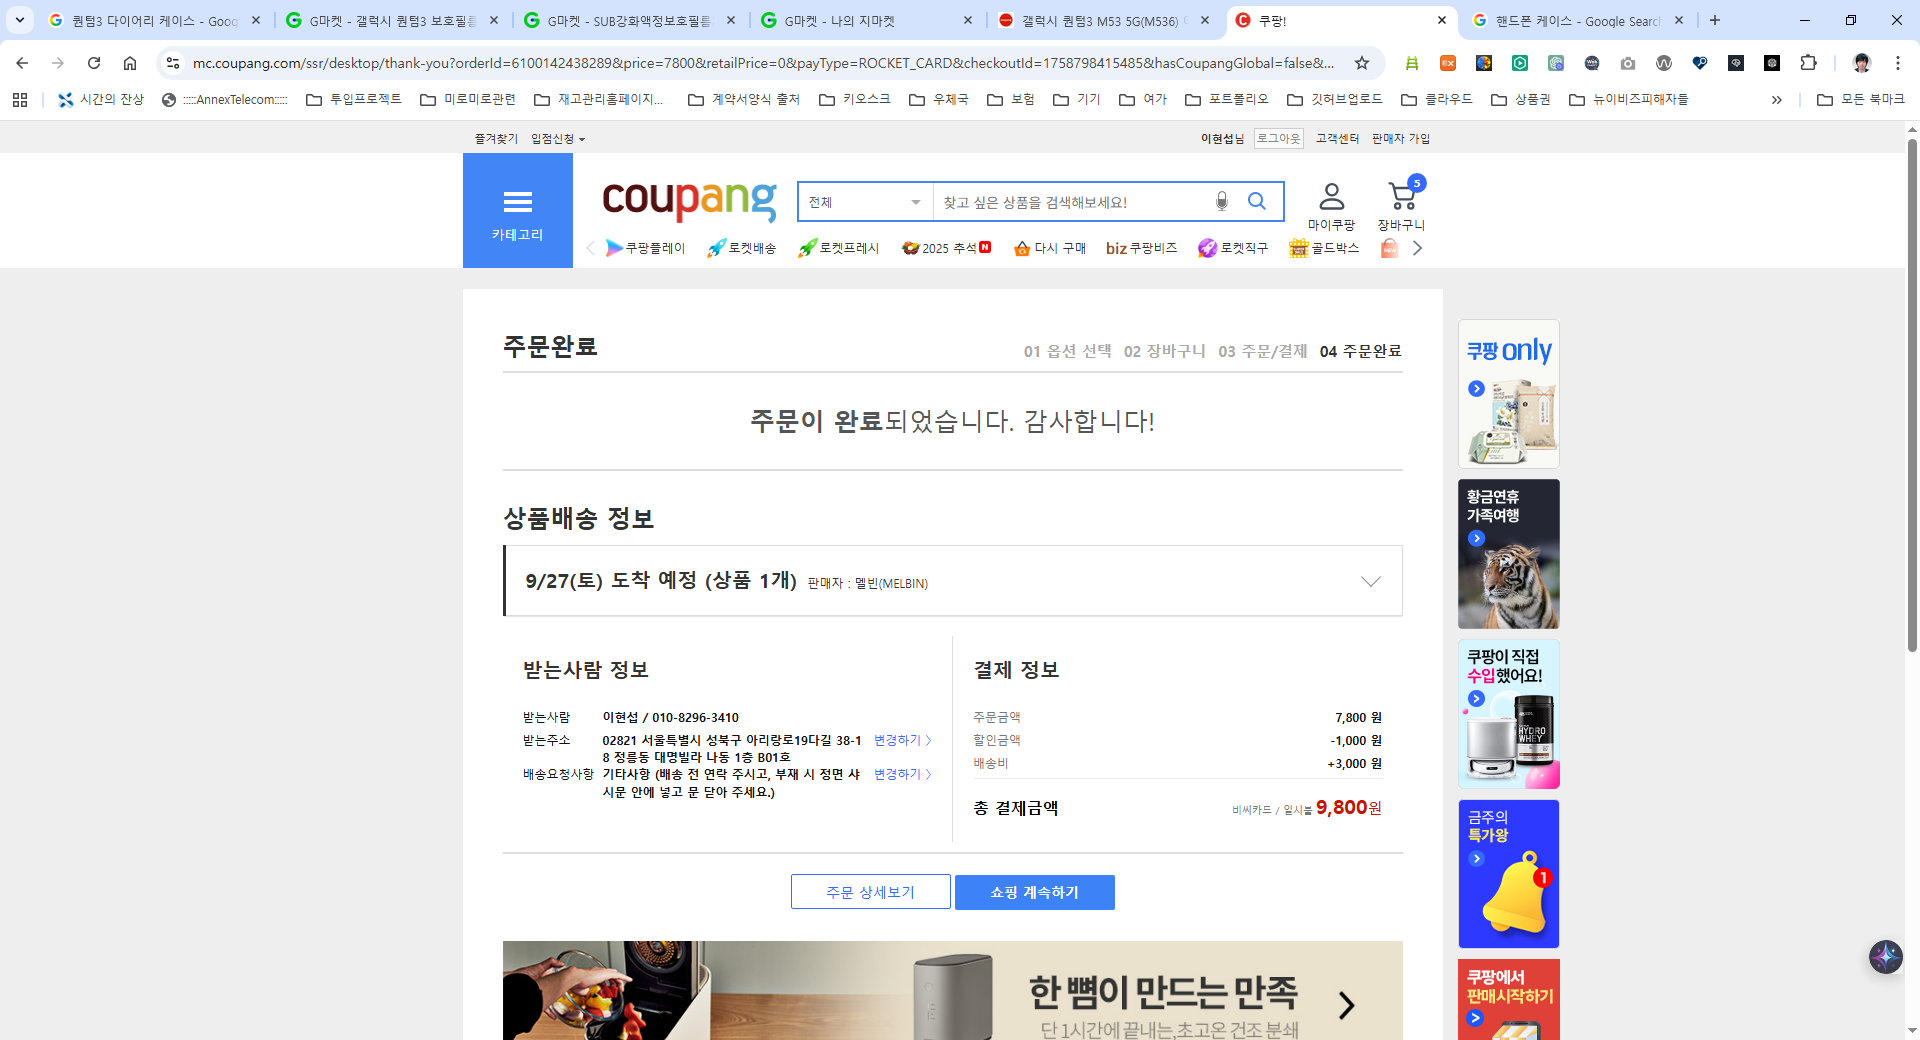 퀀텀3 다이어리 케이스 - Goog
G마켓 - 갤럭시 퀀텀3 보호필름
G마켓 - SUB강화액정보호필름
G마켓 - 나의 지마켓
갤럭시 퀀텀3 M53 5G(M536)
쿠팡!
핸드폰 케이스 - Google Search
mc.coupang.com/ssr/desktop/thank-you?orderId=6100142438289&price=7800&retailPrice=0&payType=ROCKET_CARD&checkoutId=1758798415485&hasCoupangGlobal=false&...
시간의 잔상
:::::AnnexTelecom:::::
투입프로젝트
미로미로관련
재고관리홈페이지...
계약서양식 출처
키오스크
우체국
보험
기기
여가
포트폴리오
깃허브업로드
클라우드
상품권
뉴이비즈피해자들
모든 북마크
즐겨찾기 입점신청
이현섭님 로그아웃 고객센터 판매자 가입
카테고리
coupang
전체
찾고 싶은 상품을 검색해보세요!
마이쿠팡
5
장바구니
쿠팡플레이
로켓배송
로켓프레시
2025 추석 N
다시 구매
biz 쿠팡비즈
로켓직구
골드박스
주문완료
01 옵션 선택 02 장바구니 03 주문/결제 04 주문완료
주문이 완료되었습니다. 감사합니다!
상품배송 정보
9/27(토) 도착 예정 (상품 1개) 판매자 : 멜빈(MELBIN)
받는사람 정보
받는사람 이현섭 / 010-8296-3410
받는주소 02821 서울특별시 성북구 아리랑로19다길 38-1 변경하기
8 정릉동 대명빌라 나동 1층 B01호
배송요청사항 기타사항 (배송 전 연락 주시고, 부재 시 정면 샤 변경하기
시문 안에 넣고 문 닫아 주세요.)
결제 정보
주문금액 7,800 원
할인금액 -1,000 원
배송비 +3,000 원
총 결제금액 비씨카드 / 일시불 9,800원
주문 상세보기
쇼핑 계속하기
한 뼘이 만드는 만족
단 1시간에 끝내는,초고온 건조 분쇄
쿠팡 only
황금연휴
가족여행
쿠팡이 직접
수입했어요!
HYDRO
WHEY
금주의
특가왕
1
쿠팡에서
판매시작하기